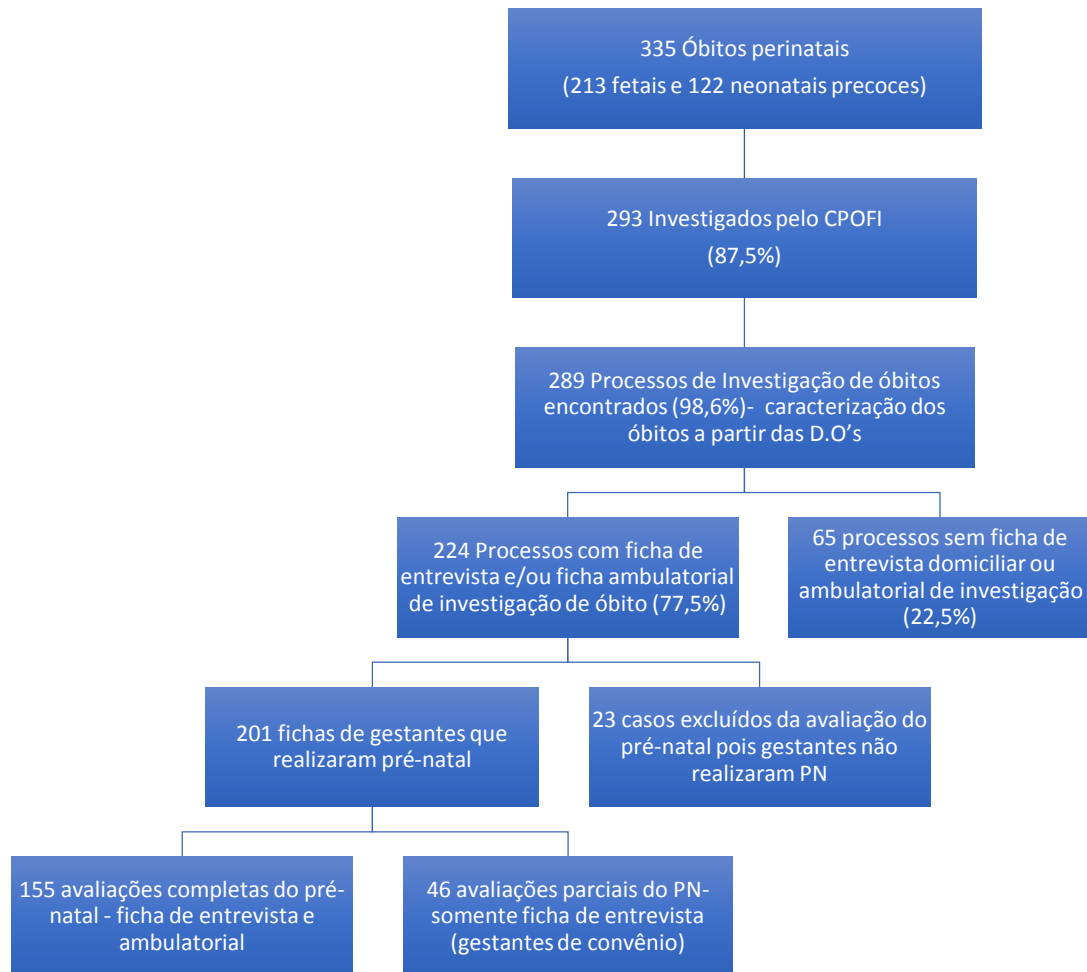 335 Óbitos perinatais
(213 fetais e 122 neonatais precoces)
293 Investigados pelo CPOFI
(87,5%)
289 Processos de Investigação de óbitos
encontrados (98,6%)- caracterização dos
óbitos a partir das D.O’s
224 Processos com ficha de
entrevista e/ou ficha ambulatorial
de investigação de óbito (77,5%)
65 processos sem ficha de
entrevista domiciliar ou
ambulatorial de investigação
(22,5%)
201 fichas de gestantes que
realizaram pré-natal
23 casos excluídos da avaliação do
pré-natal pois gestantes não
realizaram PN
155 avaliações completas do pré-
natal - ficha de entrevista e
ambulatorial
46 avaliações parciais do PN-
somente ficha de entrevista
(gestantes de convênio)